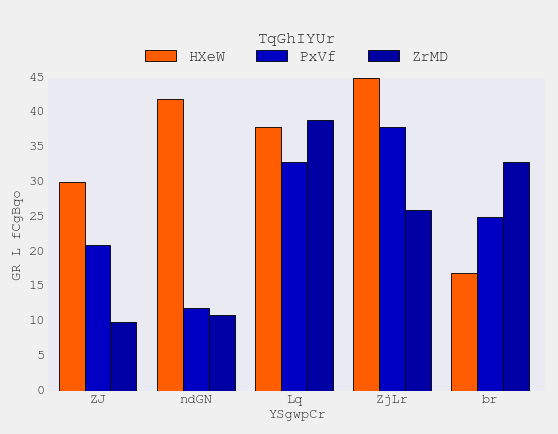 TqGhIYUr
HXeW PxVf ZrMD
GR L fCgBqo
45
40
35
30
25
20
15
10
5
0
ZJ ndGN Lq ZjLr br
YSgwpCr